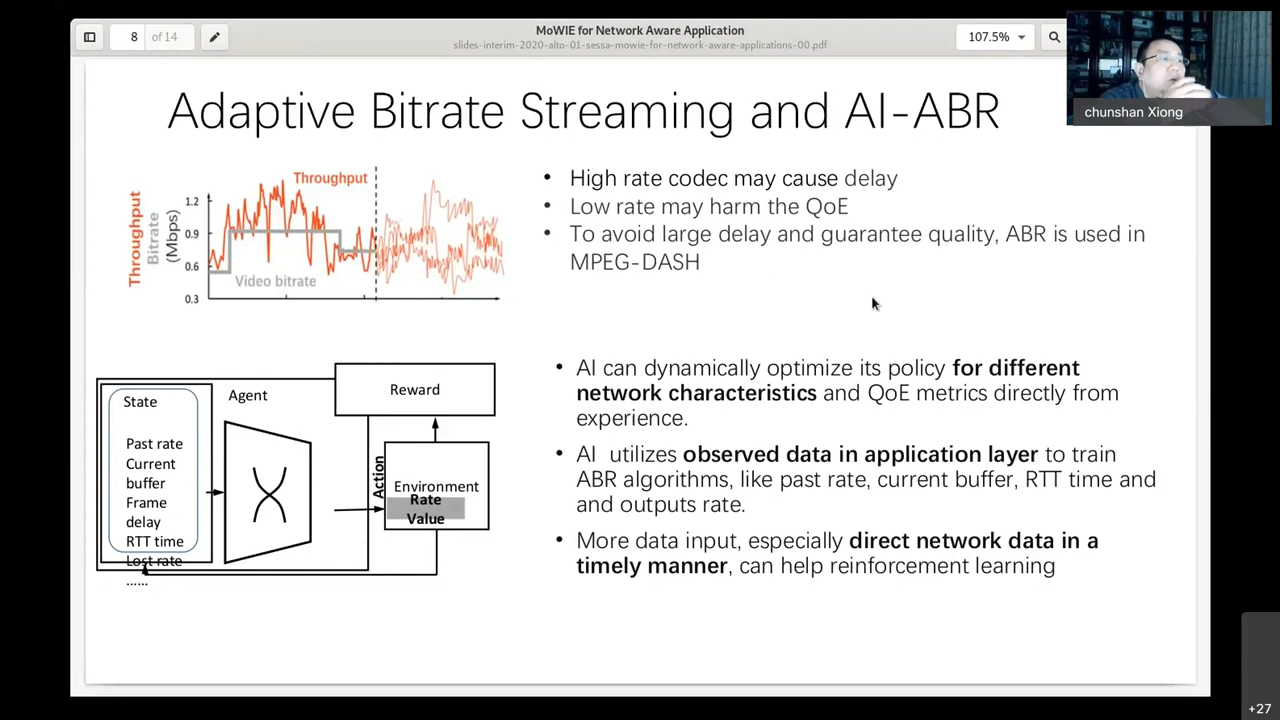 8 of 14
MoWIE for Network Aware Application
slides-interim-2020-alto-01-sessa-mowie-for-network-aware-applications-00.pdf
107.5%
chunshan Xiong
Adaptive Bitrate Streaming and AI-ABR
Throughput
Bitrate
(Mbps)
1.2
0.9
0.6
0.3
Throughput
Video bitrate
• High rate codec may cause delay
• Low rate may harm the QoE
• To avoid large delay and guarantee quality, ABR is used in
MPEG-DASH
State
Past rate
Current
buffer
Frame
delay
RTT time
Lost rate
......
Agent
Reward
Action
Environment
Rate
Value
• AI can dynamically optimize its policy for different
network characteristics and QoE metrics directly from
experience.
• AI utilizes observed data in application layer to train
ABR algorithms, like past rate, current buffer, RTT time and
and outputs rate.
• More data input, especially direct network data in a
timely manner, can help reinforcement learning
+27